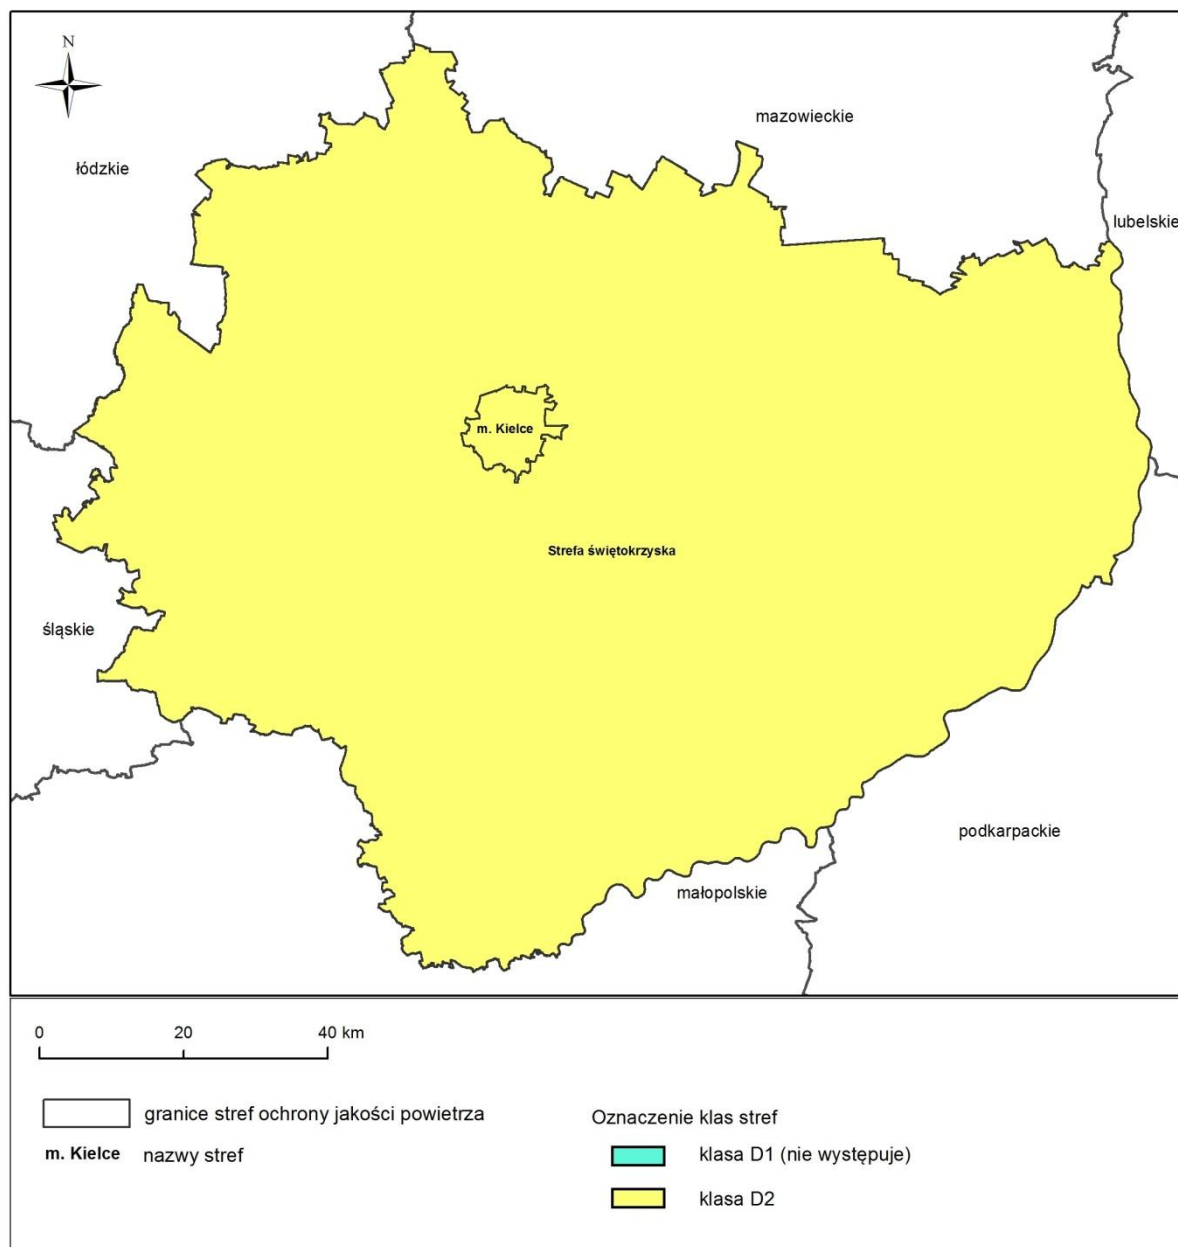 N
mazowieckie
łódzkie
lubelskie
m. Kielce
Strefa świętokrzyska
śląskie
podkarpackie
małopolskie
0 20 40 km
granice stref ochrony jakości powietrza
Oznaczenie klas stref
m. Kielce nazwy stref
klasa D1 (nie występuje)
klasa D2